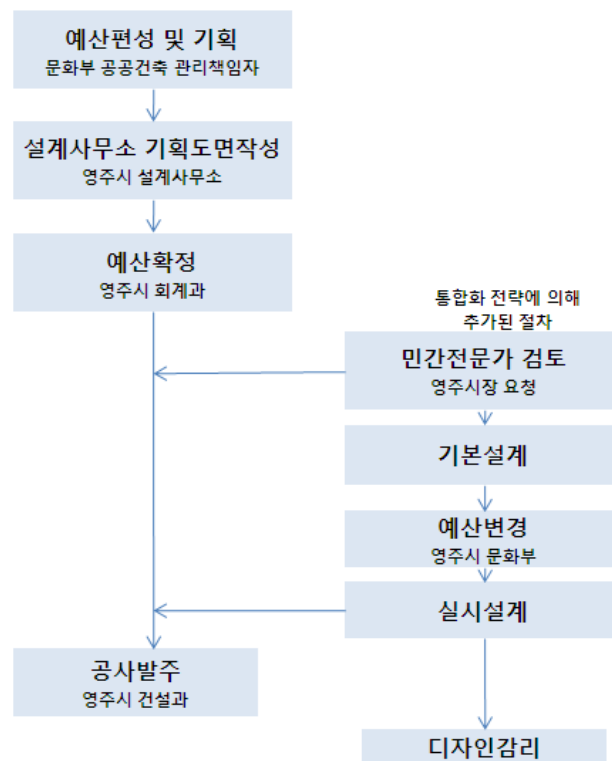 예산편성 및 기획
문화부 공공건축 관리책임자
설계사무소 기획도면작성
영주시 설계사무소
예산확정
영주시 회계과
통합화 전략에 의해
추가된 절차
민간전문가 검토
영주시장 요청
기본설계
예산변경
영주시 문화부
실시설계
공사발주
영주시 건설과
디자인감리